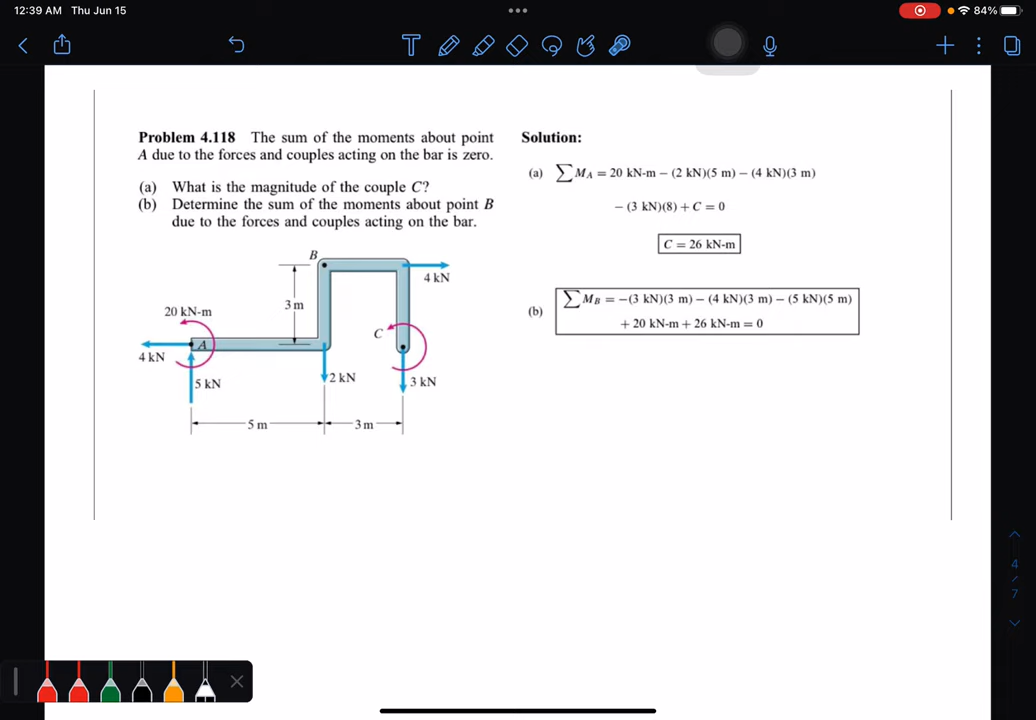 12:39 AM Thu Jun 15
84%
Problem 4.118 The sum of the moments about point
A due to the forces and couples acting on the bar is zero.
(a) What is the magnitude of the couple C?
(b) Determine the sum of the moments about point B
due to the forces and couples acting on the bar.
B
4 kN
3 m
20 kN-m
C
A
4 kN
5 kN
2 kN
3 kN
5 m
3 m
Solution:
(a) ∑ MA = 20 kN-m − (2 kN)(5 m) − (4 kN)(3 m)
− (3 kN)(8) + C = 0
C = 26 kN-m
(b) ∑ MB = −(3 kN)(3 m) − (4 kN)(3 m) − (5 kN)(5 m)
+ 20 kN-m + 26 kN-m = 0
4
/
7